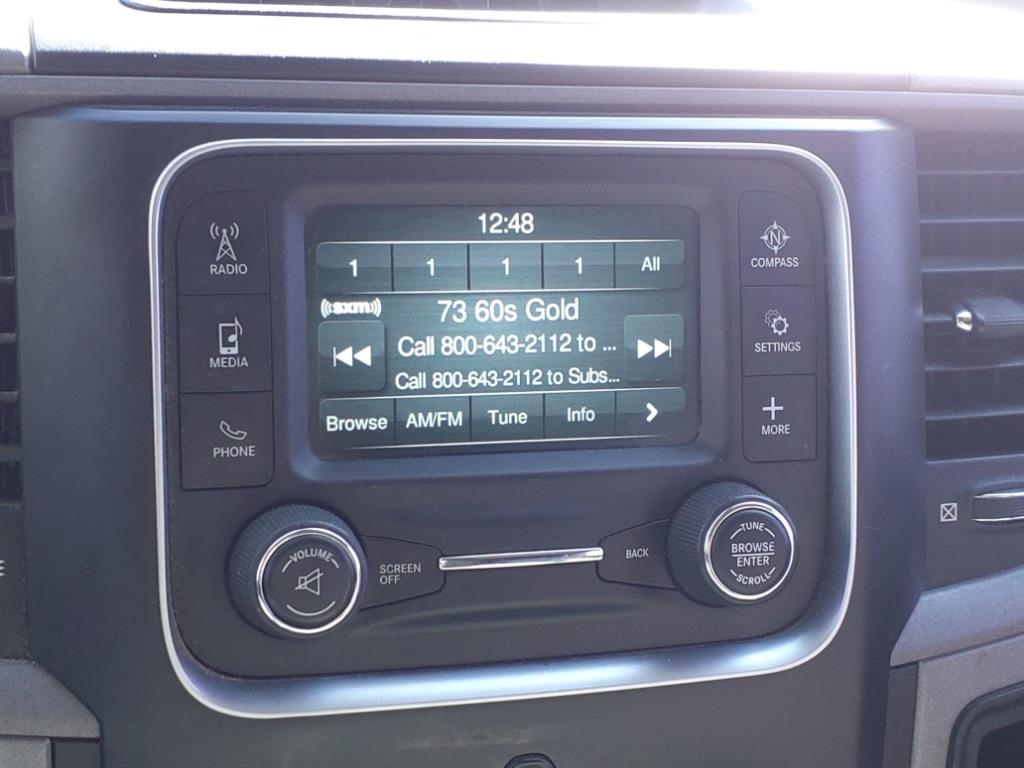 12:48
1 1 1 1 All
sxm 73 60s Gold
Call 800-643-2112 to ...
Call 800-643-2112 to Subs...
Browse AM/FM Tune Info
RADIO
MEDIA
PHONE
N
COMPASS
SETTINGS
MORE
VOLUME
SCREEN
OFF
BACK
TUNE
BROWSE
ENTER
SCROLL